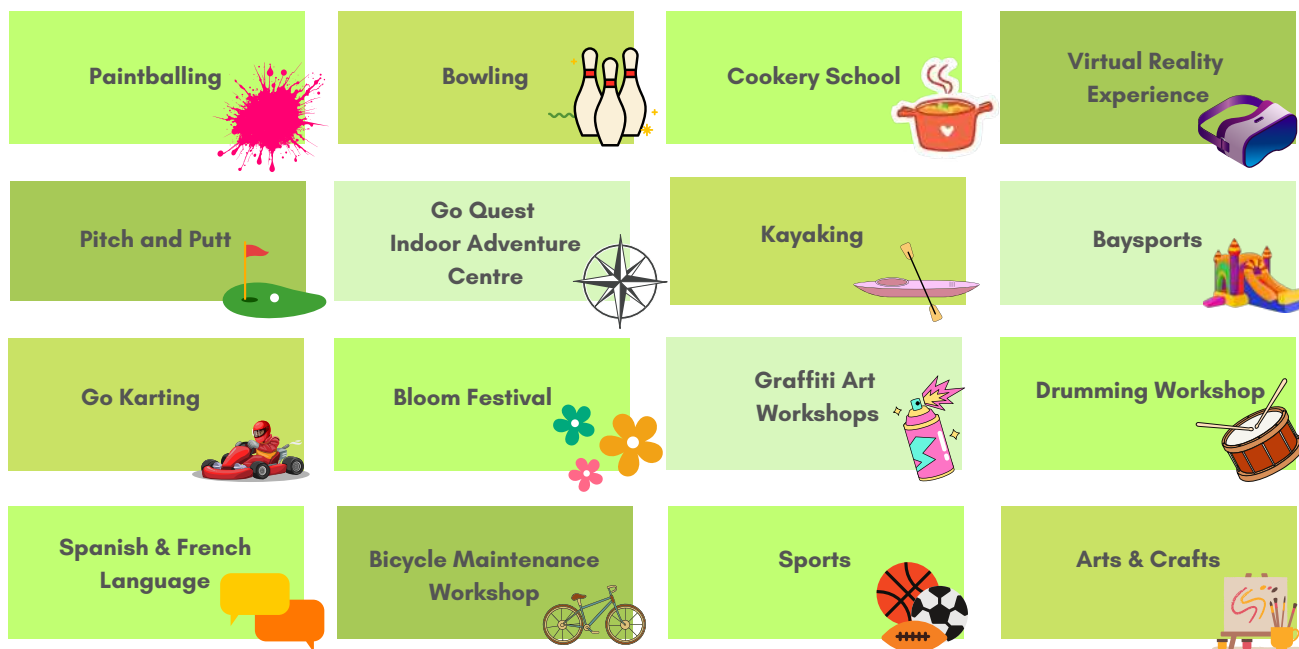 Paintballing
Bowling
Cookery School
Virtual Reality
Experience
Pitch and Putt
Go Quest
Indoor Adventure
Centre
Kayaking
Baysports
Go Karting
Bloom Festival
Graffiti Art
Workshops
Drumming Workshop
Spanish & French
Language
Bicycle Maintenance
Workshop
Sports
Arts & Crafts